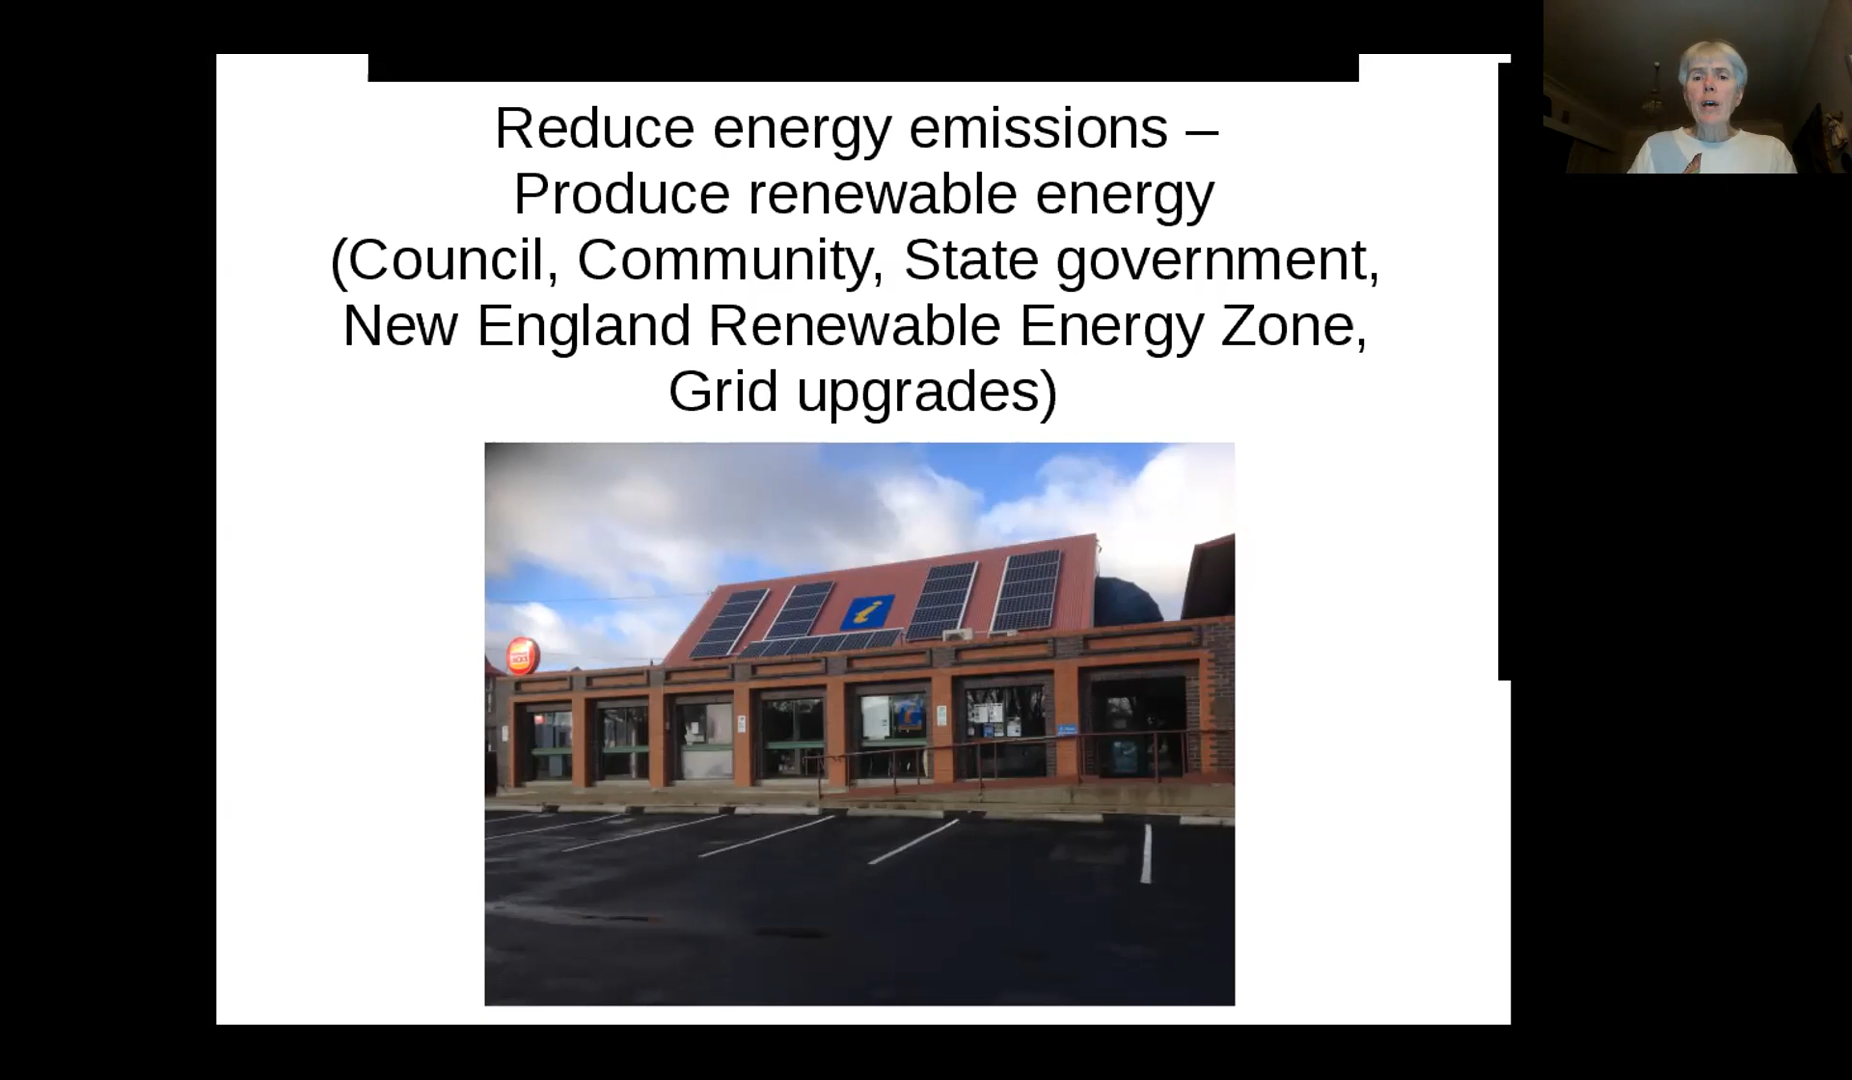 Reduce energy emissions –
Produce renewable energy
(Council, Community, State government,
New England Renewable Energy Zone,
Grid upgrades)
i